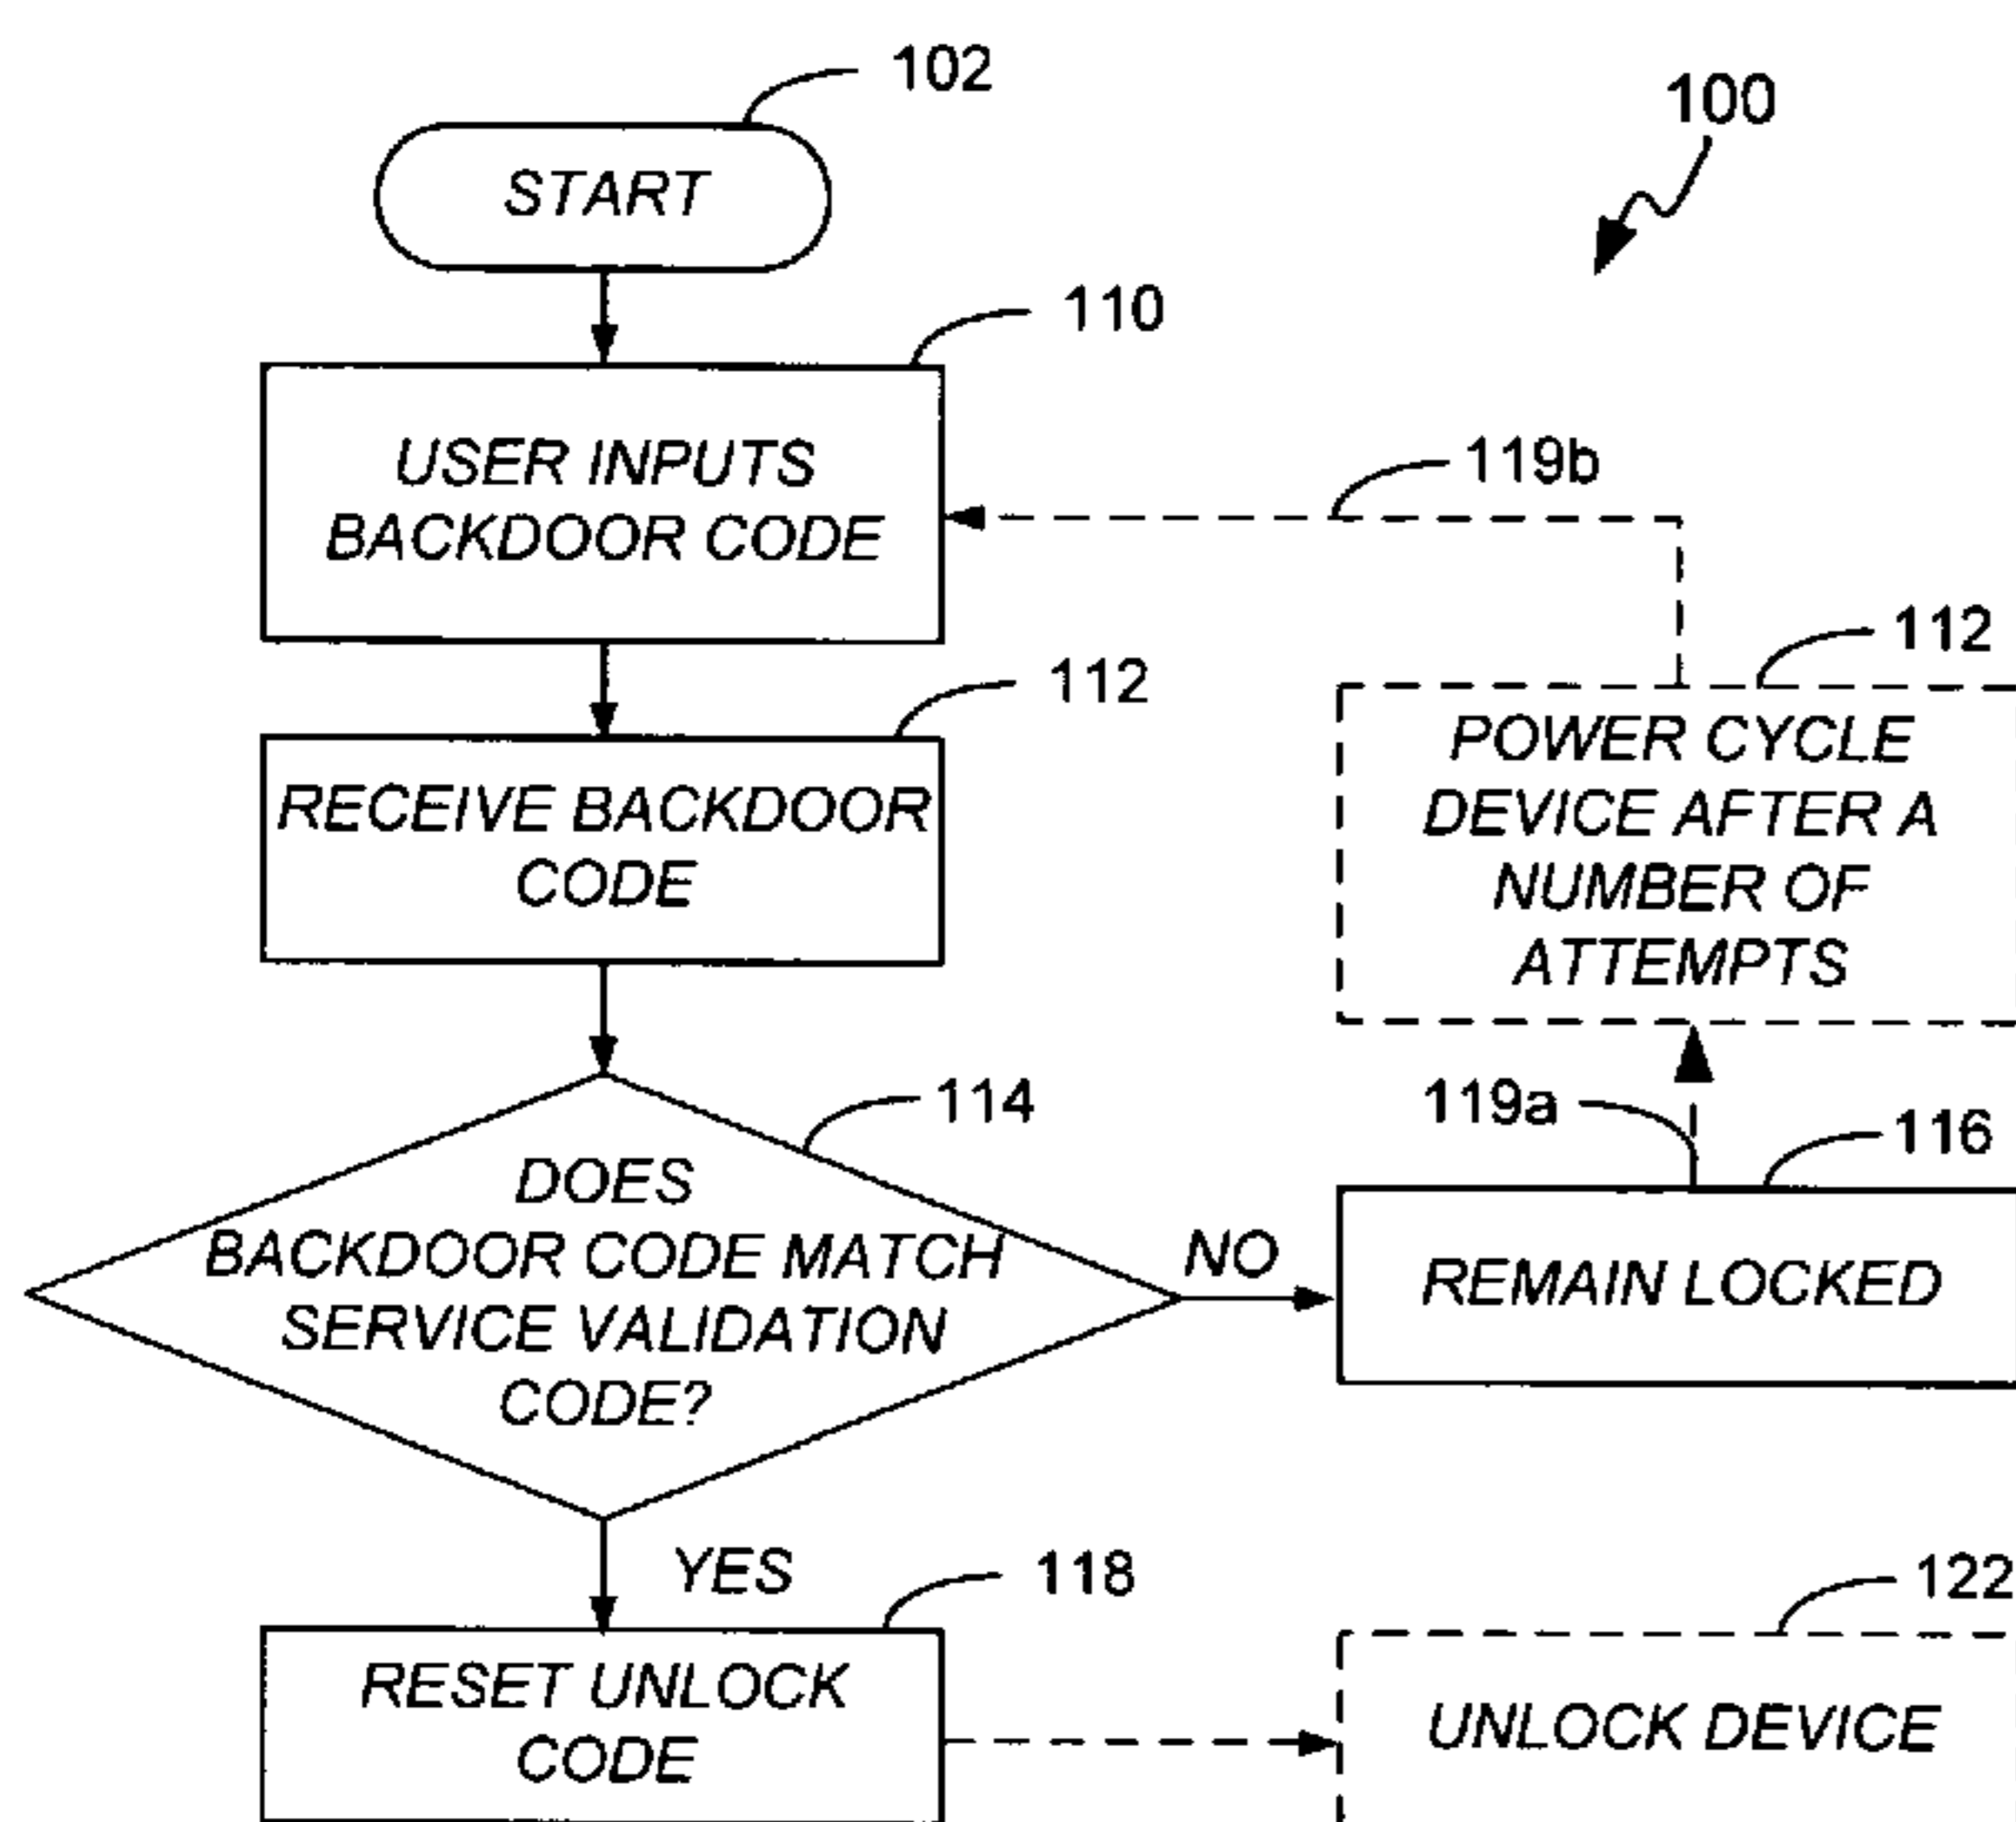 102
100
START
110
USER INPUTS
BACKDOOR CODE
119b
112
RECEIVE BACKDOOR
CODE
112
POWER CYCLE
DEVICE AFTER A
NUMBER OF
ATTEMPTS
114
DOES
BACKDOOR CODE MATCH
SERVICE VALIDATION
CODE?
NO
119a
116
REMAIN LOCKED
YES
118
RESET UNLOCK
CODE
122
UNLOCK DEVICE